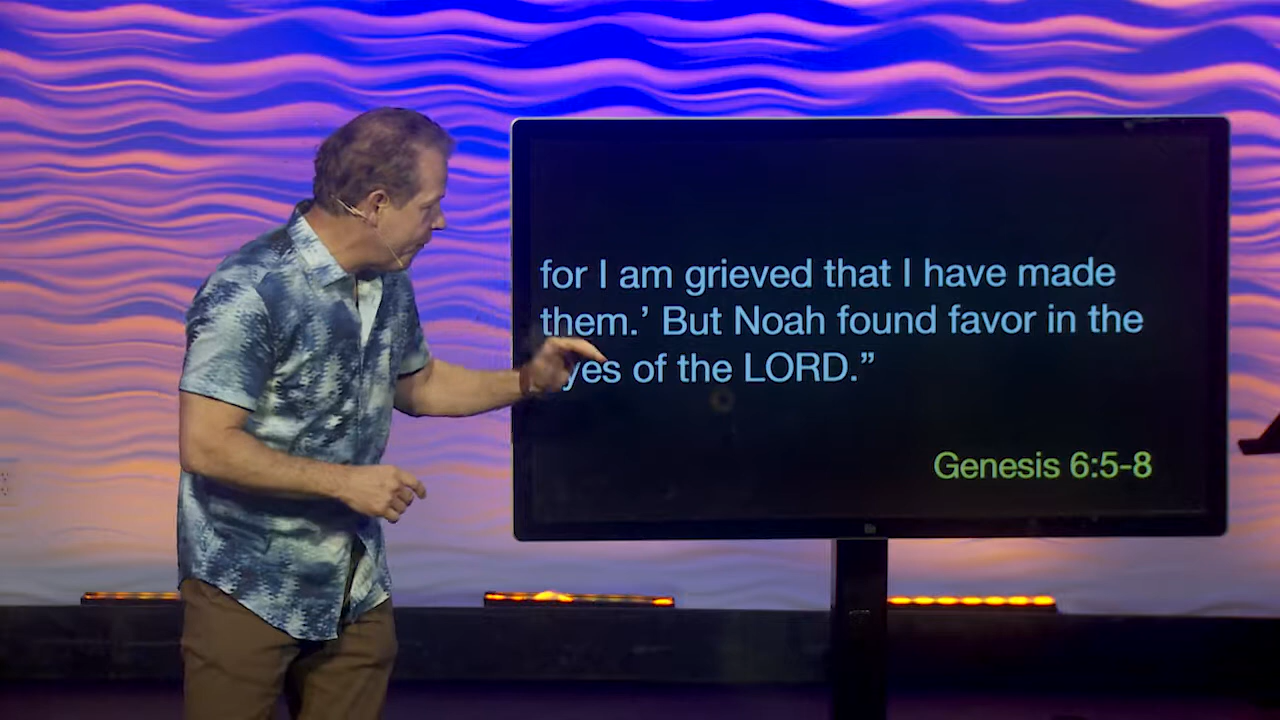 for I am grieved that I have made
them.’ But Noah found favor in the
yes of the LORD.”
Genesis 6:5-8